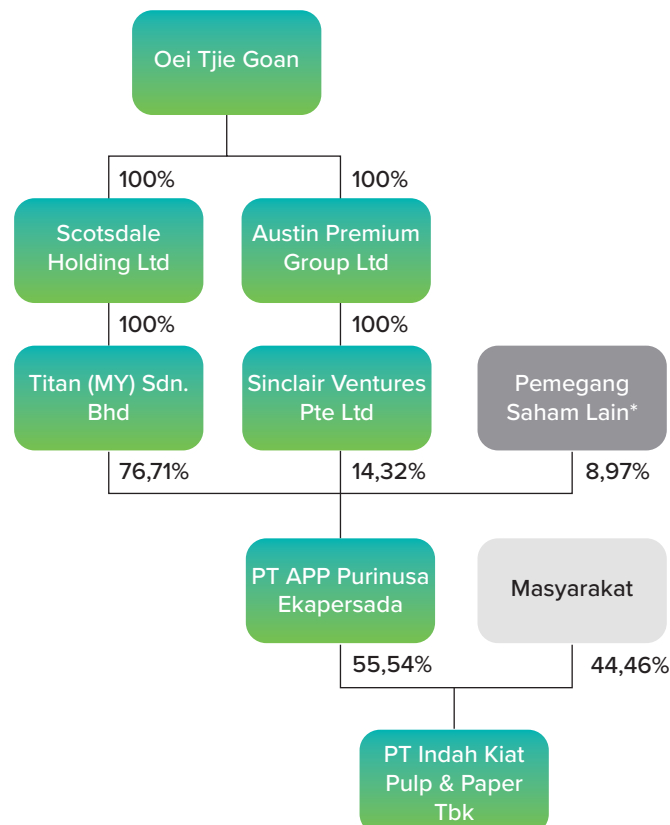 Oei Tjie Goan
100%
100%
Scotsdale
Holding Ltd
Austin Premium
Group Ltd
100%
100%
Titan (MY) Sdn.
Bhd
Sinclair Ventures
Pte Ltd
Pemegang
Saham Lain*
76,71%
14,32%
8,97%
PT APP Purinusa
Ekapersada
Masyarakat
55,54%
44,46%
PT Indah Kiat
Pulp & Paper
Tbk